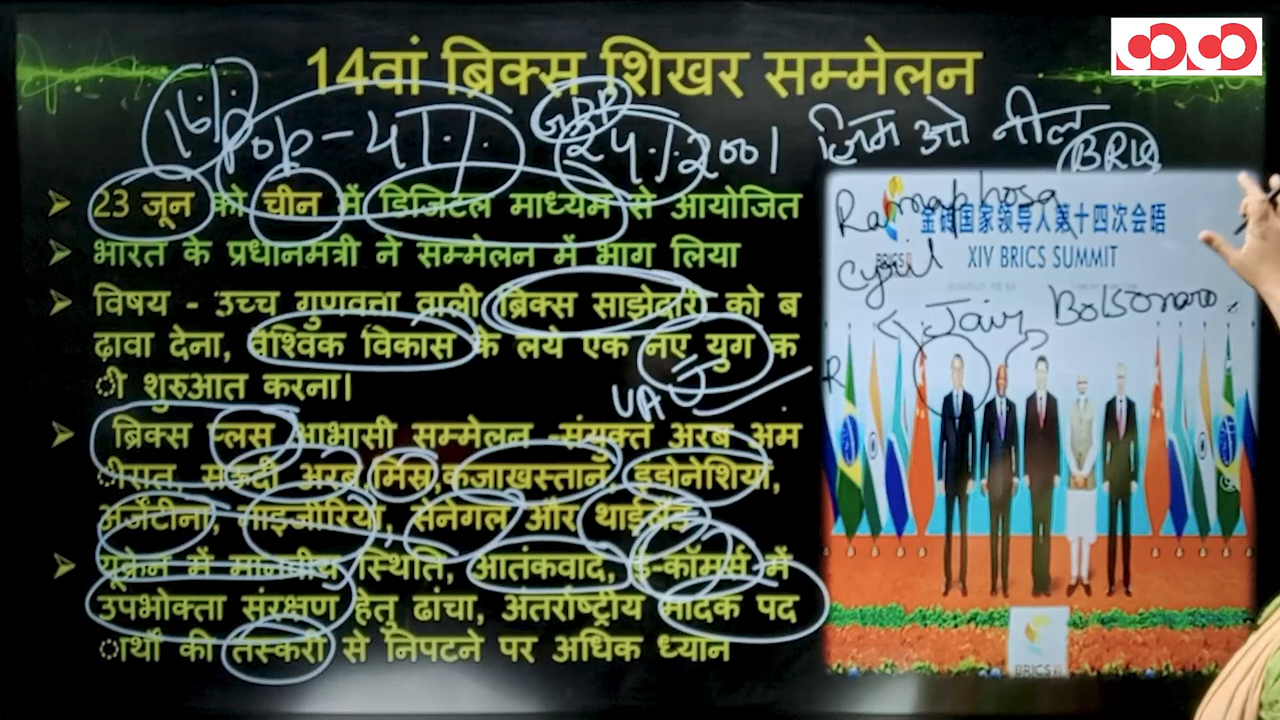 14वां ब्रिक्स शिखर सम्मेलन
16%
Pop - 41%
GDP
24%
2001
जिम ओ नील
BRIC
23 जून को चीन में डिजिटल माध्यम से आयोजित
भारत के प्रधानमंत्री ने सम्मेलन में भाग लिया
विषय - उच्च गुणवत्ता वाली ब्रिक्स साझेदारी को ब
ढ़ावा देना, वैश्विक विकास के लये एक नए युग क
ी शुरुआत करना।
UAE
ब्रिक्स प्लस आभासी सम्मेलन -संयुक्त अरब अम
ीरात, सऊदी अरब,मिस्र,कजाखस्तान, इंडोनेशिया,
अर्जेंटीना, नाइजीरिया, सेनेगल और थाईलैंड
यूक्रेन में मानवीय स्थिति, आतंकवाद, ई-कॉमर्स में
उपभोक्ता संरक्षण हेतु ढांचा, अंतर्राष्ट्रीय मादक पद
ार्थों की तस्करी से निपटने पर अधिक ध्यान
Ramaphosa
金砖国家领导人第十四次会晤
BRICS
XIV BRICS SUMMIT
Cyril
Jair Bolsonaro
R
BRICS